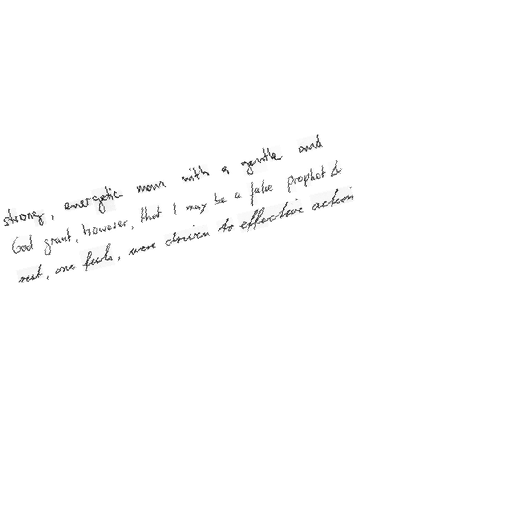 strong, energetic man with a gentle and
God grant, however, that I may be a false prophet &
rest, one feels, were driven to effective action